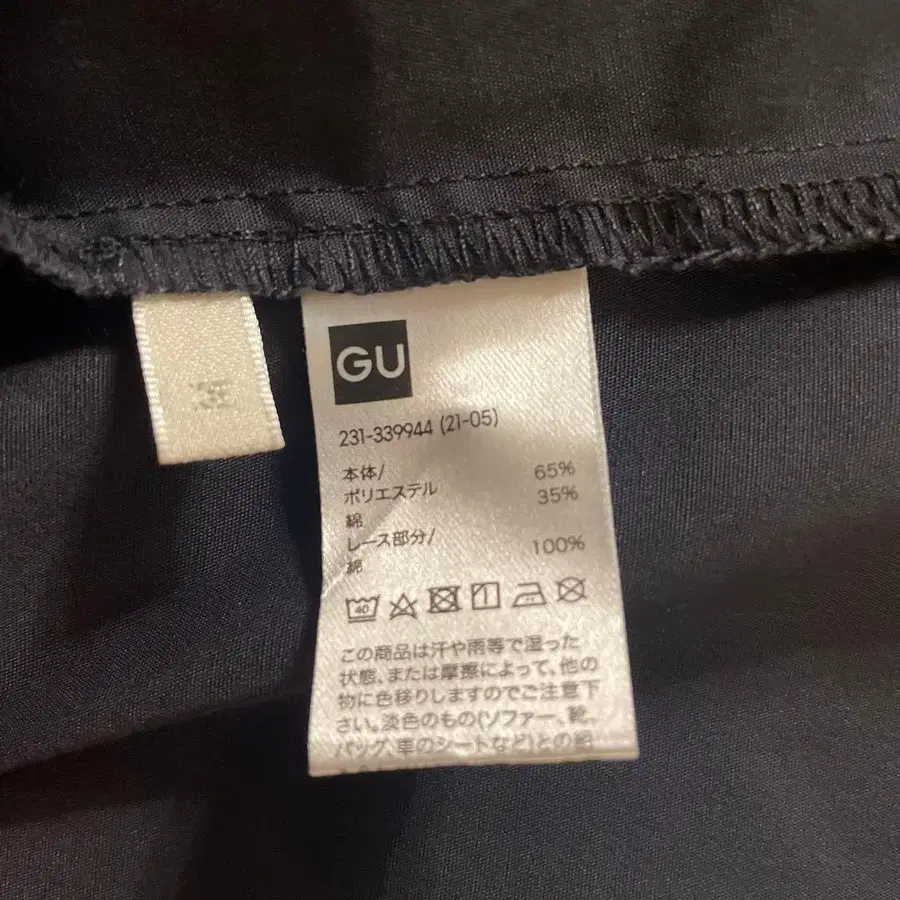 GU
231-339944 (21-05)
本体/
ポリエステル 65%
綿 35%
レース部分/
綿 100%
40
この商品は汗や雨等で湿った
状態、または摩擦によって、他の
物に色移りしますのでご注意下
さい。淡色のもの(ソファー、靴、
バッグ、車のシートなど)との組